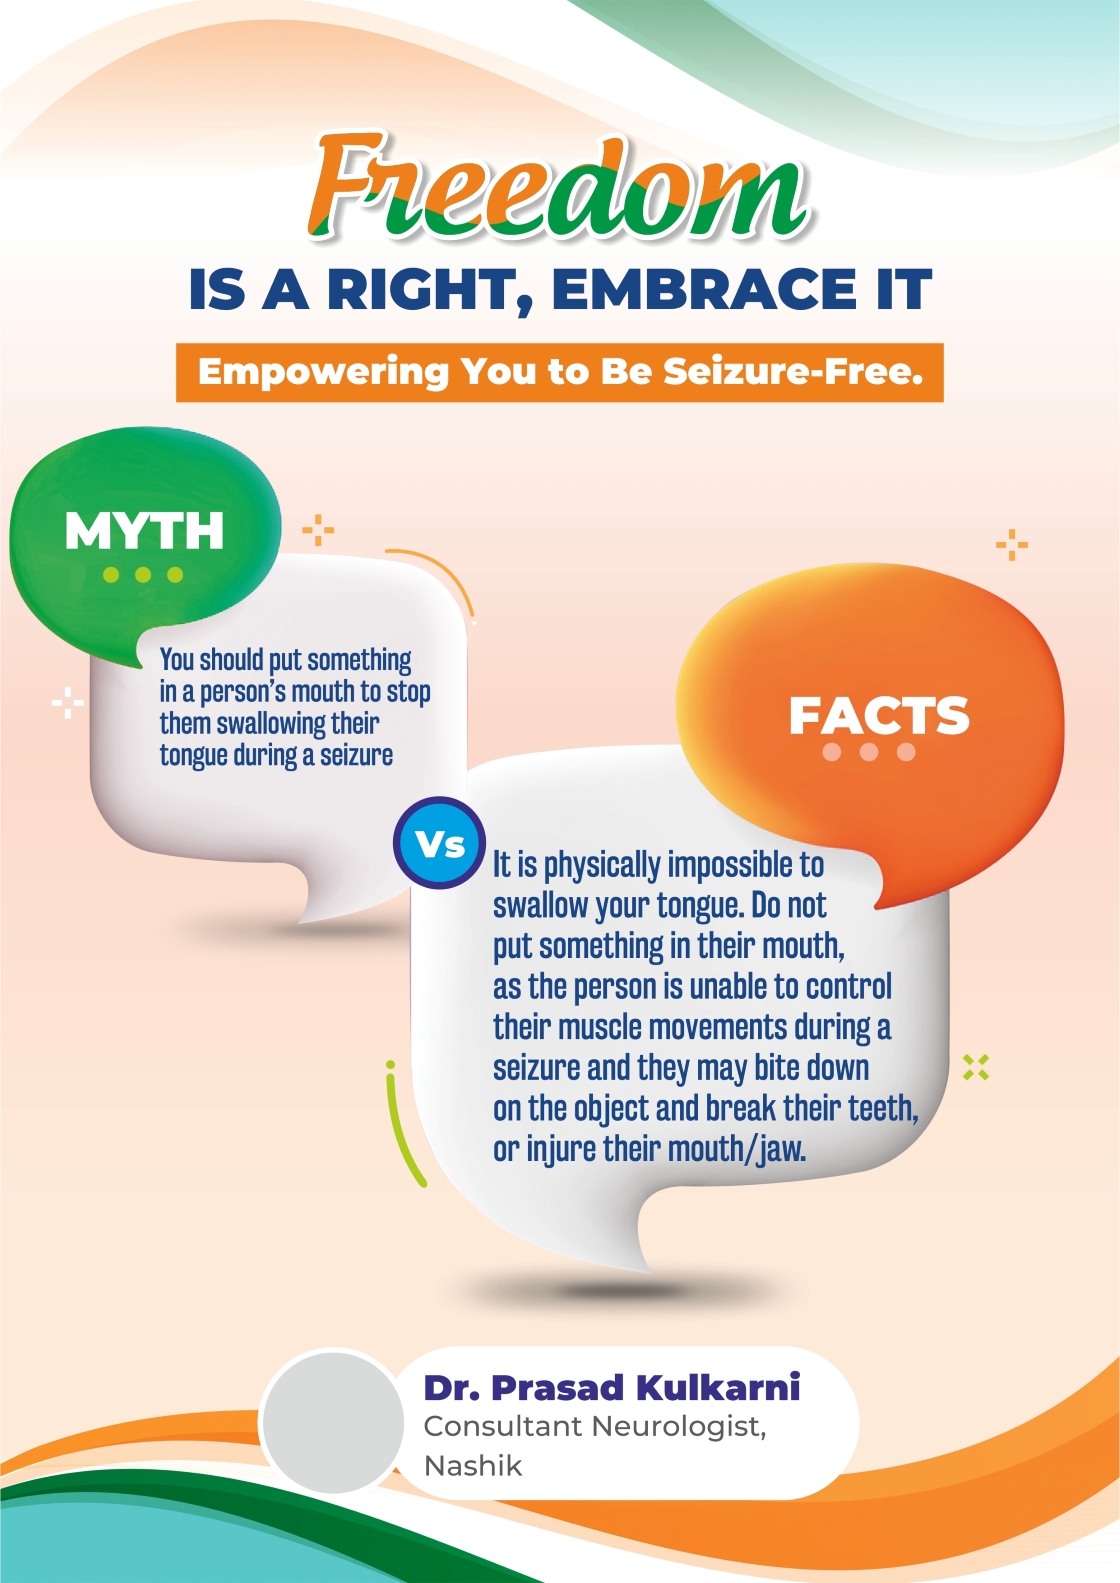 Freedom
IS A RIGHT, EMBRACE IT
Empowering You to Be Seizure-Free.
MYTH
You should put something
in a person's mouth to stop
them swallowing their
tongue during a seizure
Vs
FACTS
It is physically impossible to
swallow your tongue. Do not
put something in their mouth,
as the person is unable to control
their muscle movements during a
seizure and they may bite down
on the object and break their teeth,
or injure their mouth/jaw.
Dr. Prasad Kulkarni
Consultant Neurologist,
Nashik